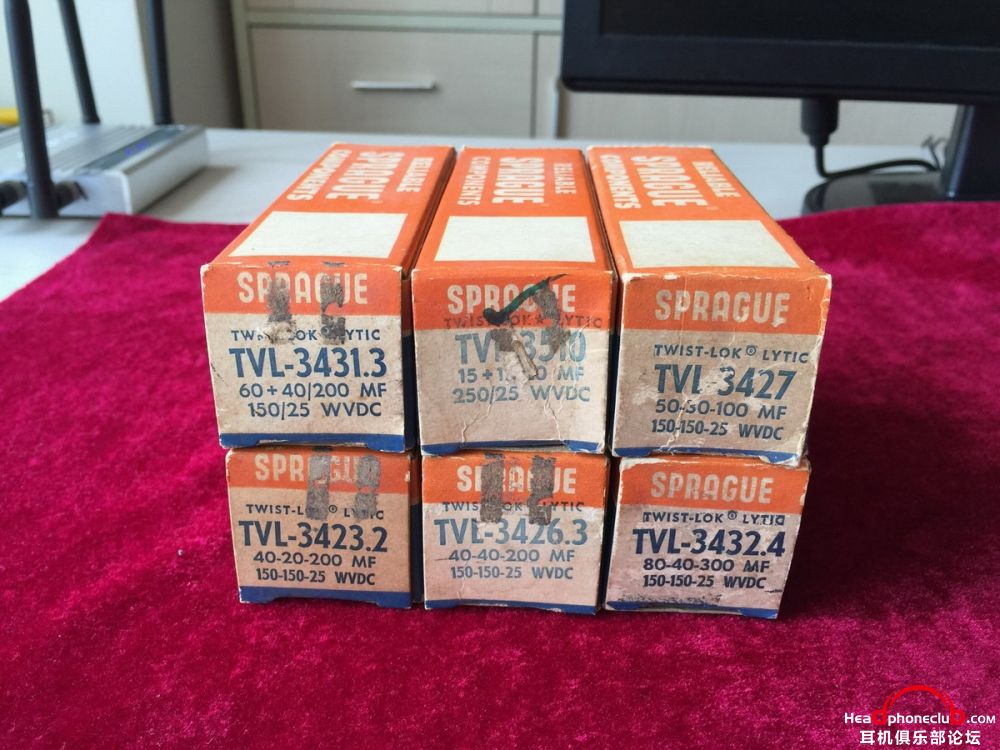 RELIABLE
SPRAGUE
COMPONENTS
RELIABLE
SPRAGUE
COMPONENTS
RELIABLE
SPRAGUE
COMPONENTS
SPRAGUE
TWIST-LOK® LYTIC
TVL-3431.3
60+40/200 MF
150/25 WVDC
SPRAGUE
TWIST-LOK LYTIC
MF
250/25 WVDC
SPRAGUE
TWIST-LOK® LYTIC
TVL 3427
50-30-100 MF
150-150-25 WVDC
SPRAGUE
TWIST-LOK® LYTIC
TVL-3423.2
40-20-200 MF
150-150-25 WVDC
SPRAGUE
TWIST-LOK® LYTIC
TVL-3426.3
40-40-200 MF
150-150-25 WVDC
SPRAGUE
TWIST-LOK® LYTIC
TVL-3432.4
80-40-300 MF
150-150-25 WVDC
Headphoneclub.com
耳机俱乐部论坛